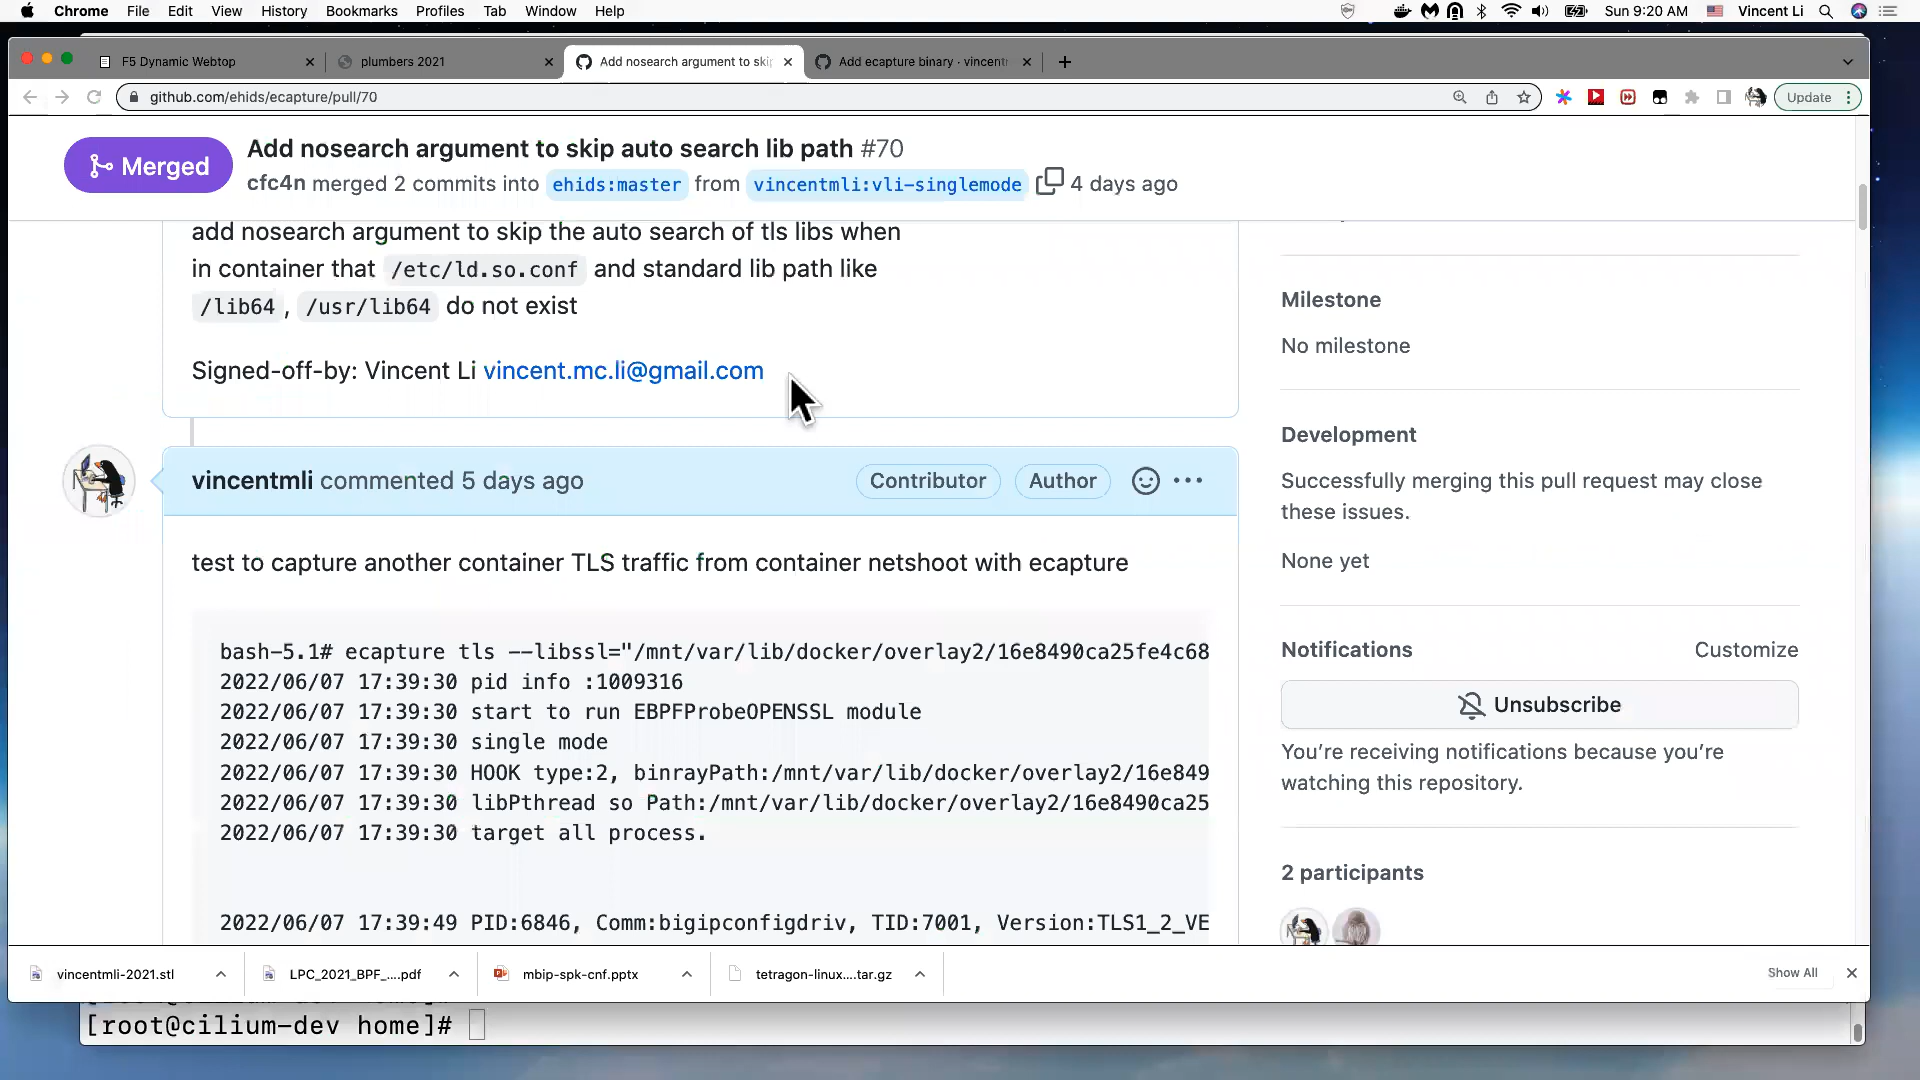 Chrome File Edit View History Bookmarks Profiles Tab Window Help Sun 9:20 AM Vincent Li
F5 Dynamic Webtop plumbers 2021 Add nosearch argument to ski Add ecapture binary · vincent
github.com/ehids/ecapture/pull/70 Update
Merged
Add nosearch argument to skip auto search lib path #70
cfc4n merged 2 commits into ehids:master from vincentmli:vli-singlemode 4 days ago
add nosearch argument to skip the auto search of tls libs when
in container that /etc/ld.so.conf and standard lib path like
/lib64, /usr/lib64 do not exist
Signed-off-by: Vincent Li vincent.mc.li@gmail.com
vincentmli commented 5 days ago Contributor Author
test to capture another container TLS traffic from container netshoot with ecapture
bash-5.1# ecapture tls --libssl="/mnt/var/lib/docker/overlay2/16e8490ca25fe4c68
2022/06/07 17:39:30 pid info :1009316
2022/06/07 17:39:30 start to run EBPFProbeOPENSSL module
2022/06/07 17:39:30 single mode
2022/06/07 17:39:30 HOOK type:2, binrayPath:/mnt/var/lib/docker/overlay2/16e849
2022/06/07 17:39:30 libPthread so Path:/mnt/var/lib/docker/overlay2/16e8490ca25
2022/06/07 17:39:30 target all process.
2022/06/07 17:39:49 PID:6846, Comm:bigipconfigdriv, TID:7001, Version:TLS1_2_VE
Milestone
No milestone
Development
Successfully merging this pull request may close
these issues.
None yet
Notifications Customize
Unsubscribe
You're receiving notifications because you're
watching this repository.
2 participants
vincentmli-2021.stl LPC_2021_BPF_....pdf mbip-spk-cnf.pptx tetragon-linux....tar.gz Show All
[root@cilium-dev home]#